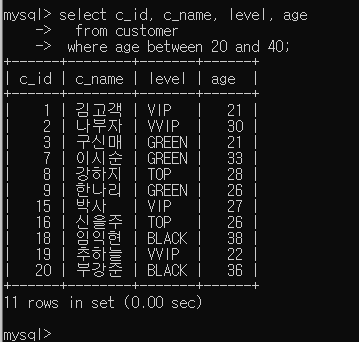 mysql> select c_id, c_name, level, age
    ->   from customer
    ->  where age between 20 and 40;
+------+--------+-------+------+
| c_id | c_name | level | age  |
+------+--------+-------+------+
|    1 | 김고객 | VIP   |   21 |
|    2 | 나부자 | VVIP  |   30 |
|    3 | 구신매 | GREEN |   21 |
|    7 | 이시순 | GREEN |   33 |
|    8 | 강하지 | TOP   |   28 |
|    9 | 한나리 | GREEN |   26 |
|   15 | 박사   | VIP   |   27 |
|   16 | 신을주 | TOP   |   26 |
|   18 | 임익현 | BLACK |   38 |
|   19 | 추하늘 | VVIP  |   22 |
|   20 | 부강준 | BLACK |   36 |
+------+--------+-------+------+
11 rows in set (0.00 sec)
mysql>